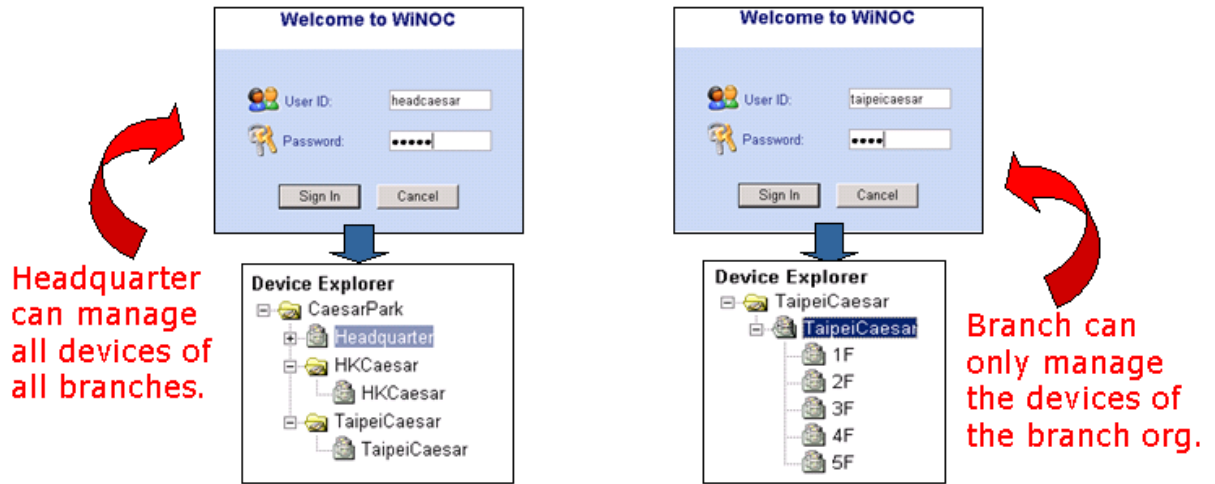 Welcome to WiNOC
User ID:
headcaesar
Password:
•••••
Sign In
Cancel
Headquarter
can manage
all devices of
all branches.
Device Explorer
CaesarPark
Headquarter
HKCaesar
HKCaesar
TaipeiCaesar
TaipeiCaesar
Welcome to WiNOC
User ID:
taipeicaesar
Password:
••••
Sign In
Cancel
Device Explorer
TaipeiCaesar
TaipeiCaesar
1F
2F
3F
4F
5F
Branch can
only manage
the devices of
the branch org.